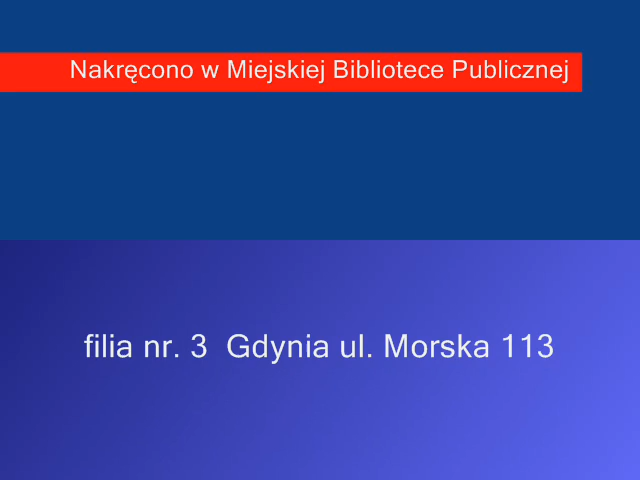 Nakręcono w Miejskiej Bibliotece Publicznej
filia nr. 3 Gdynia ul. Morska 113